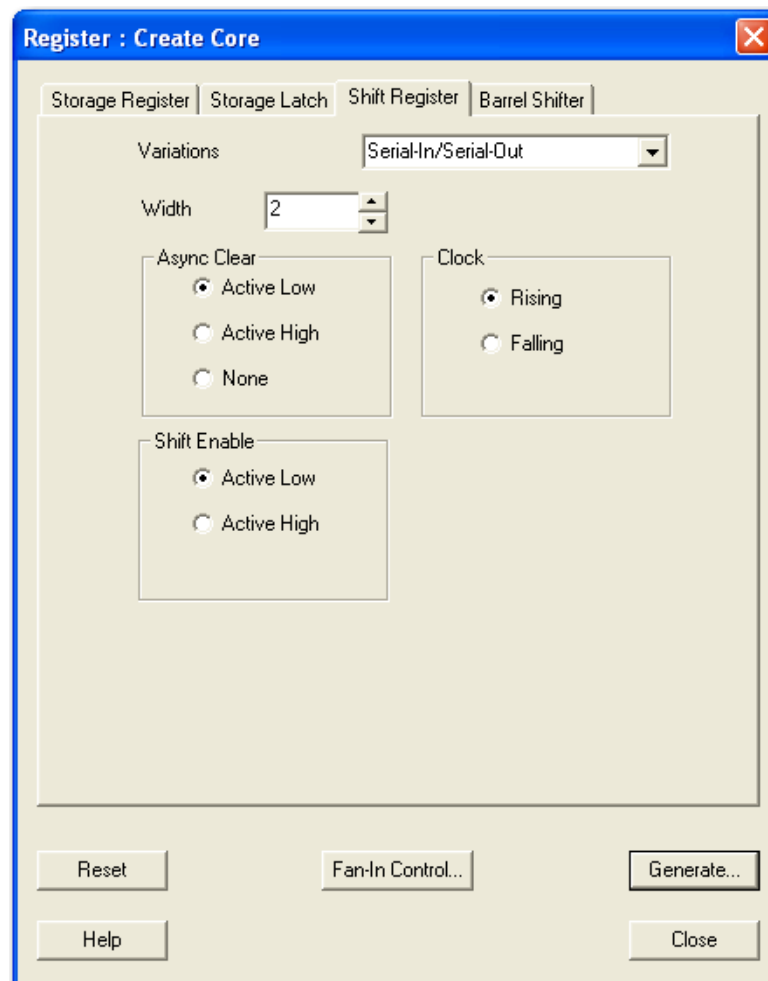 Register : Create Core
Storage Register Storage Latch Shift Register Barrel Shifter
Variations Serial-In/Serial-Out
Width 2
Async Clear
Active Low
Active High
None
Clock
Rising
Falling
Shift Enable
Active Low
Active High
Reset Fan-In Control... Generate...
Help Close